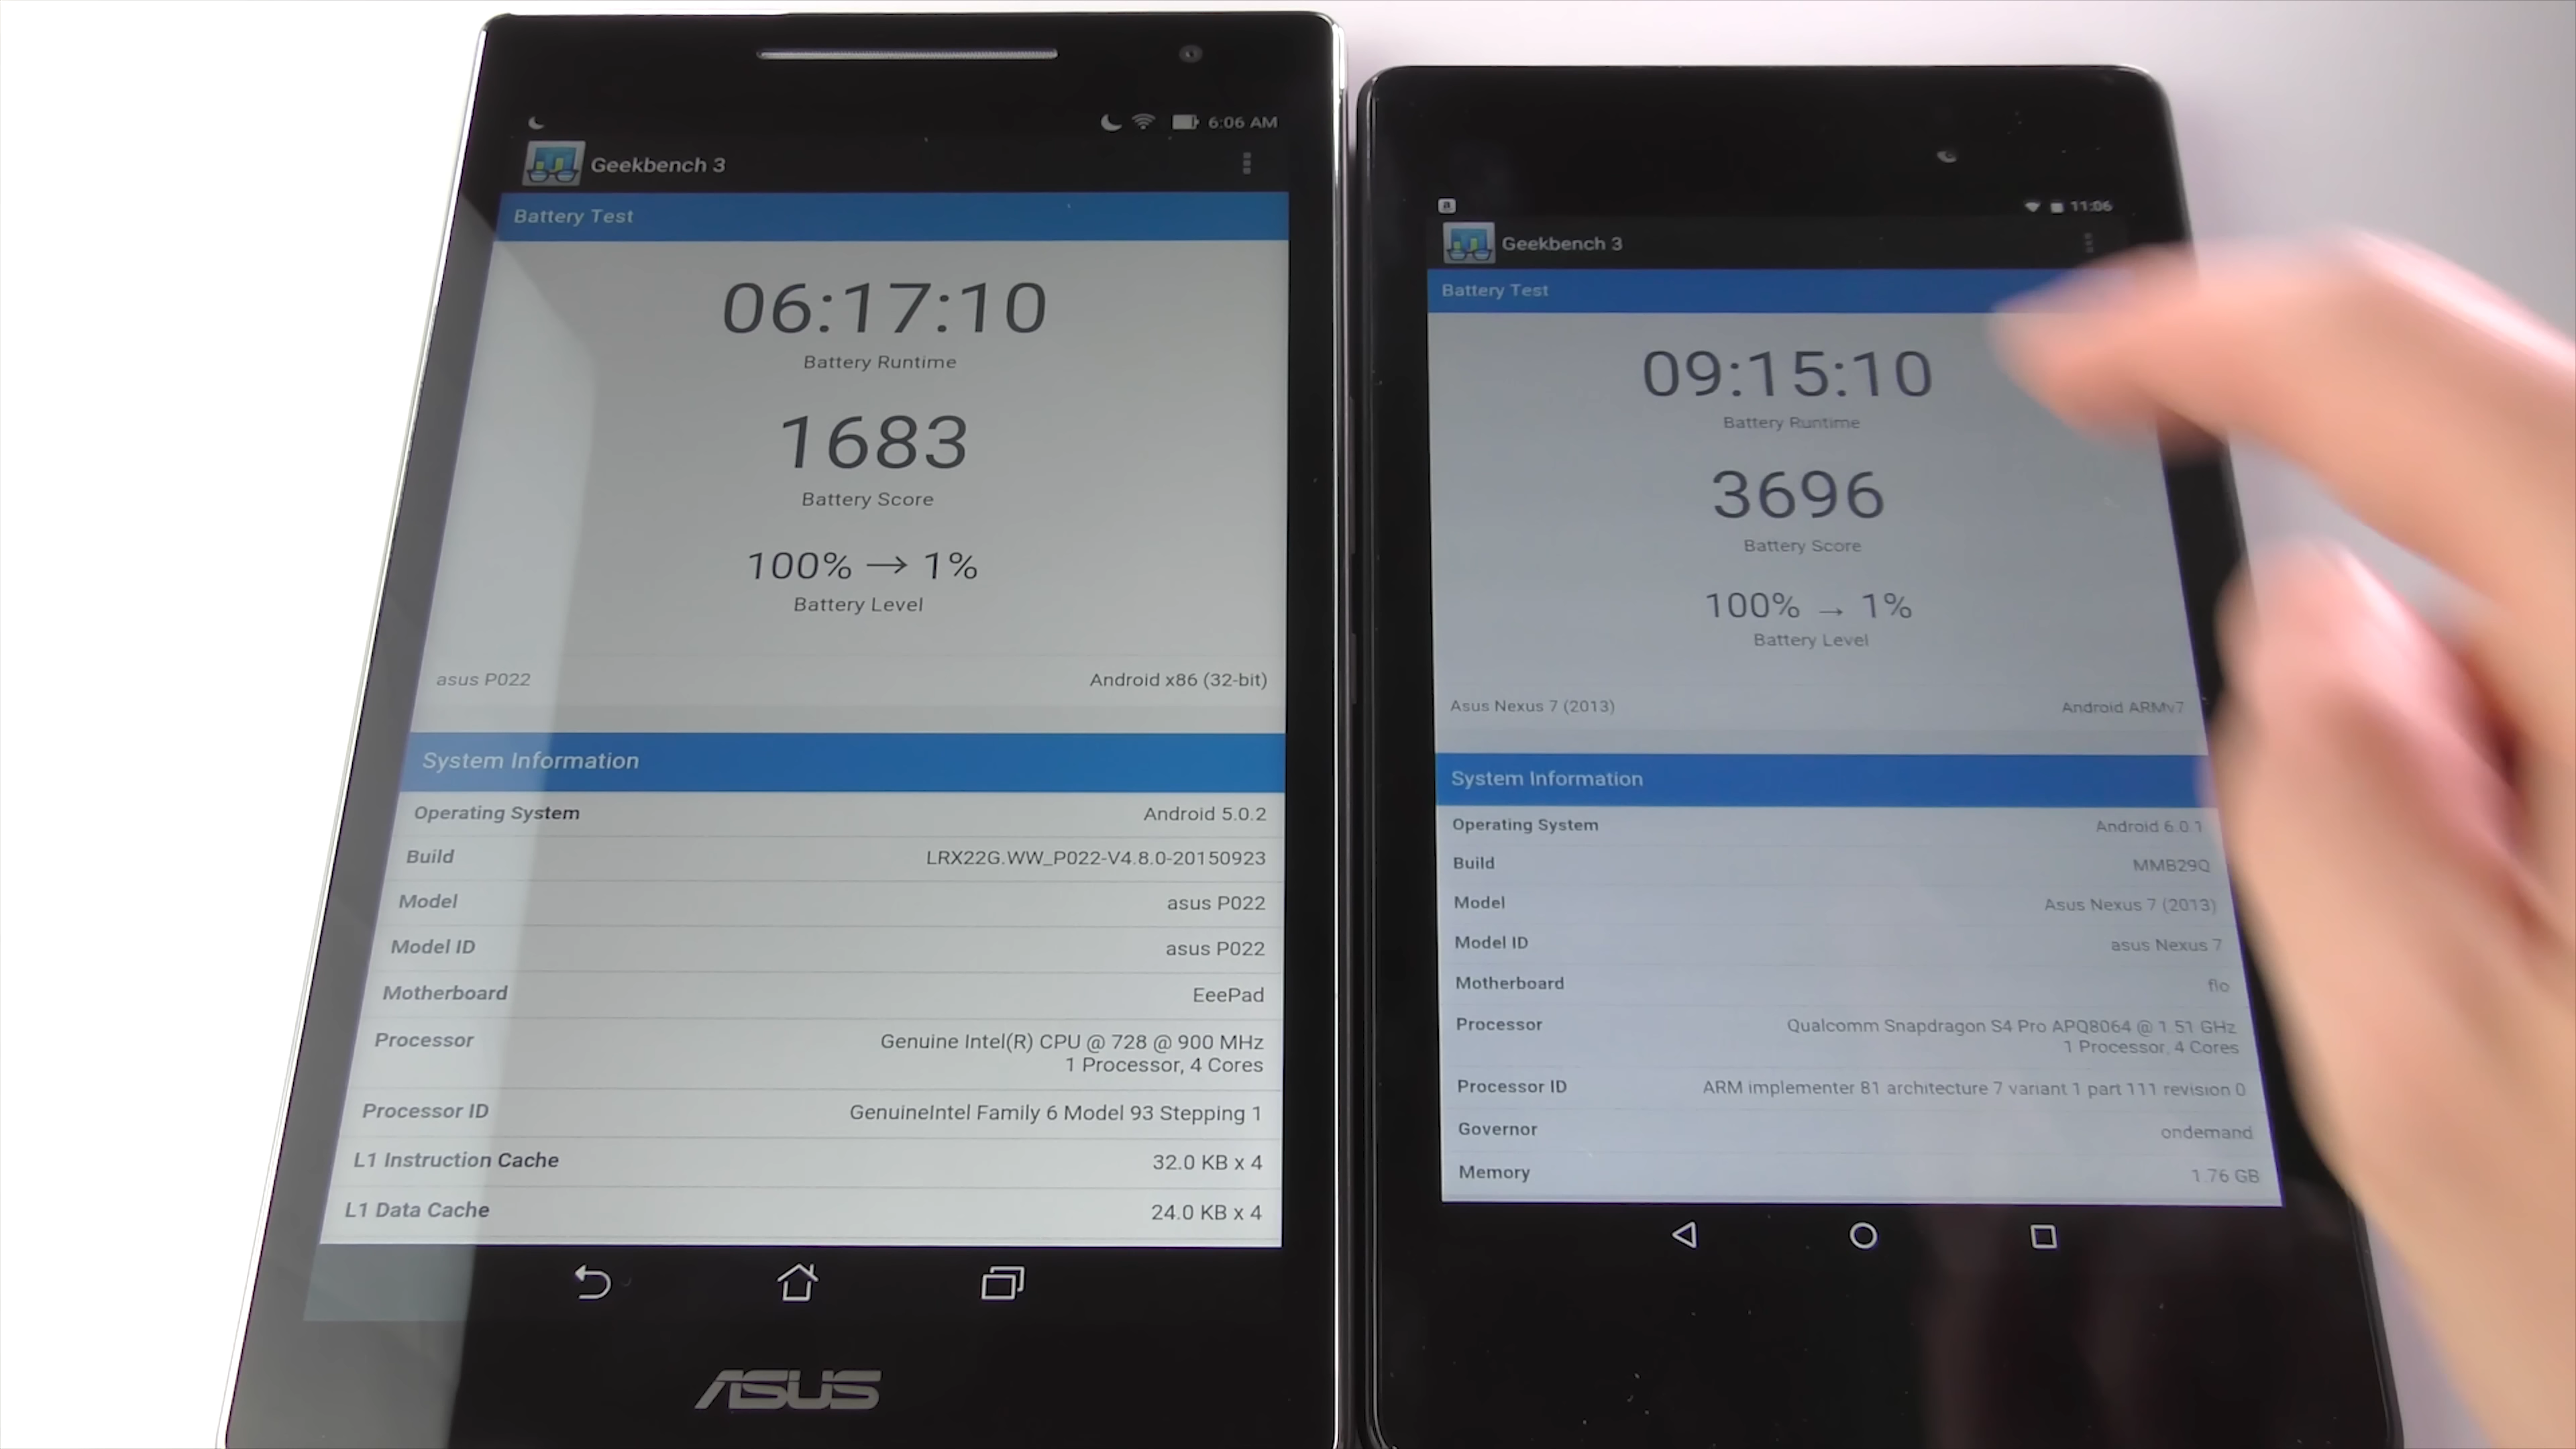 6:06 AM
Geekbench 3
Battery Test
06:17:10
Battery Runtime
1683
Battery Score
100% → 1%
Battery Level
asus P022 Android x86 (32-bit)
System Information
Operating System Android 5.0.2
Build LRX22G.WW_P022-V4.8.0-20150923
Model asus P022
Model ID asus P022
Motherboard EeePad
Processor Genuine Intel(R) CPU @ 728 @ 900 MHz
1 Processor, 4 Cores
Processor ID GenuineIntel Family 6 Model 93 Stepping 1
L1 Instruction Cache 32.0 KB x 4
L1 Data Cache 24.0 KB x 4
ASUS
11:06
Geekbench 3
Battery Test
09:15:10
Battery Runtime
3696
Battery Score
100% → 1%
Battery Level
Asus Nexus 7 (2013) Android ARMv7
System Information
Operating System Android 6.0.1
Build MMB29Q
Model Asus Nexus 7 (2013)
Model ID asus Nexus 7
Motherboard flo
Processor Qualcomm Snapdragon S4 Pro APQ8064 @ 1.51 GHz
1 Processor, 4 Cores
Processor ID ARM implementer 81 architecture 7 variant 1 part 111 revision 0
Governor ondemand
Memory 1.76 GB